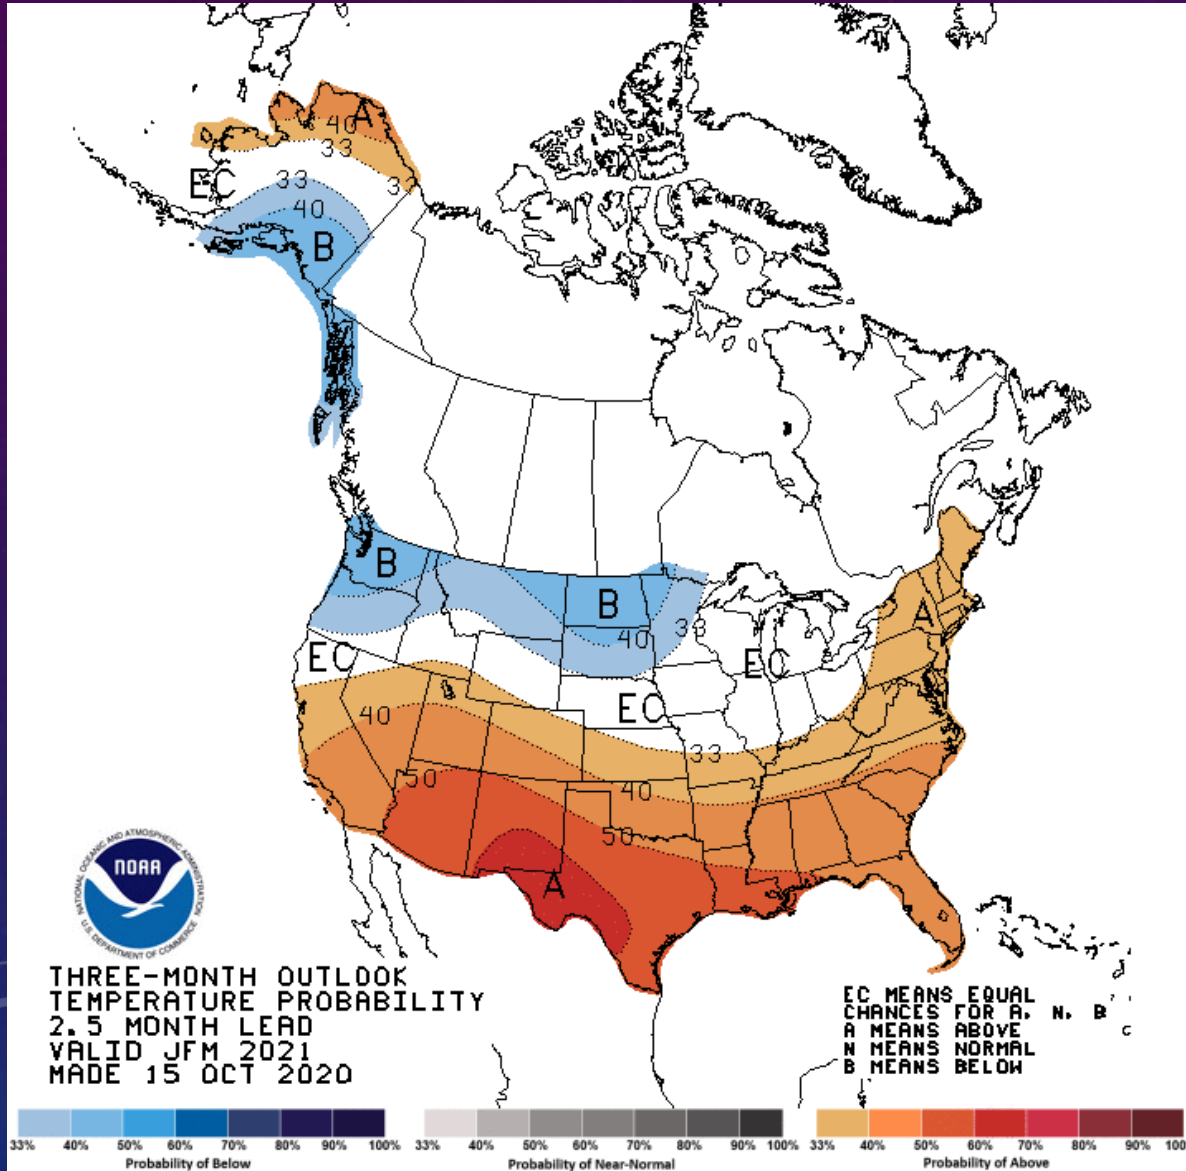 A
40
33
33
EC
33
40
B
B
B
33
40
A
EC
EC
EC
40
33
50
40
50
A
NATIONAL OCEANIC AND ATMOSPHERIC ADMINISTRATION
NOAA
U.S. DEPARTMENT OF COMMERCE
THREE-MONTH OUTLOOK
TEMPERATURE PROBABILITY
2.5 MONTH LEAD
VALID JFM 2021
MADE 15 OCT 2020
EC MEANS EQUAL
CHANCES FOR A, N, B
A MEANS ABOVE
N MEANS NORMAL
B MEANS BELOW
33% 40% 50% 60% 70% 80% 90% 100%
Probability of Below
33% 40% 50% 60% 70% 80% 90% 100%
Probability of Near-Normal
33% 40% 50% 60% 70% 80% 90% 100
Probability of Above